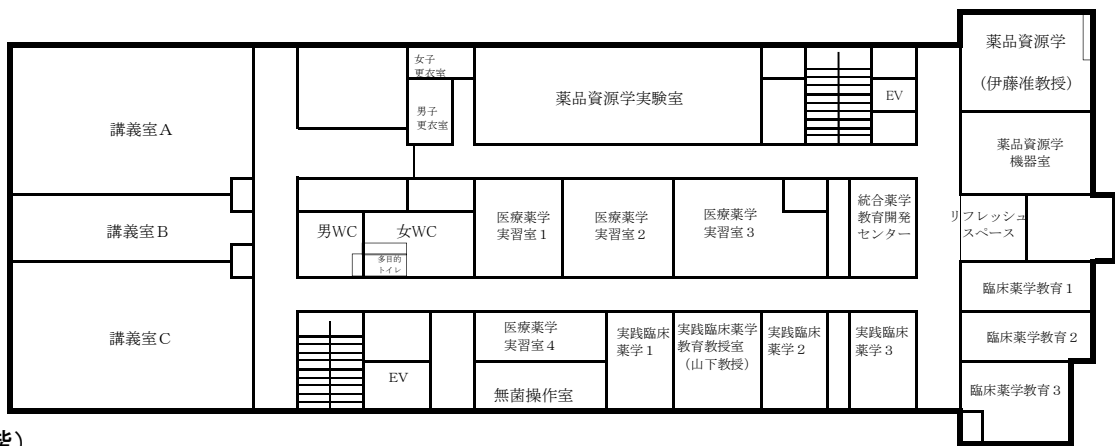 薬品資源学
(伊藤准教授)
女子
更衣室
男子
更衣室
薬品資源学実験室
EV
講義室A
薬品資源学
機器室
講義室B
男WC
女WC
多目的
トイレ
医療薬学
実習室1
医療薬学
実習室2
医療薬学
実習室3
統合薬学
教育開発
センター
リフレッシュ
スペース
臨床薬学教育1
講義室C
EV
医療薬学
実習室4
無菌操作室
実践臨床
薬学1
実践臨床薬学
教育教授室
(山下教授)
実践臨床
薬学2
実践臨床
薬学3
臨床薬学教育2
臨床薬学教育3
階)